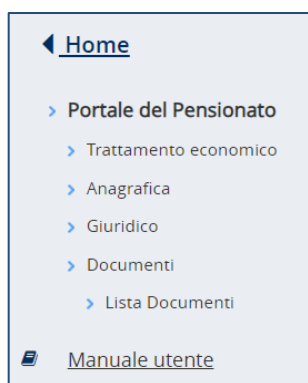 Home
Portale del Pensionato
Trattamento economico
Anagrafica
Giuridico
Documenti
Lista Documenti
Manuale utente